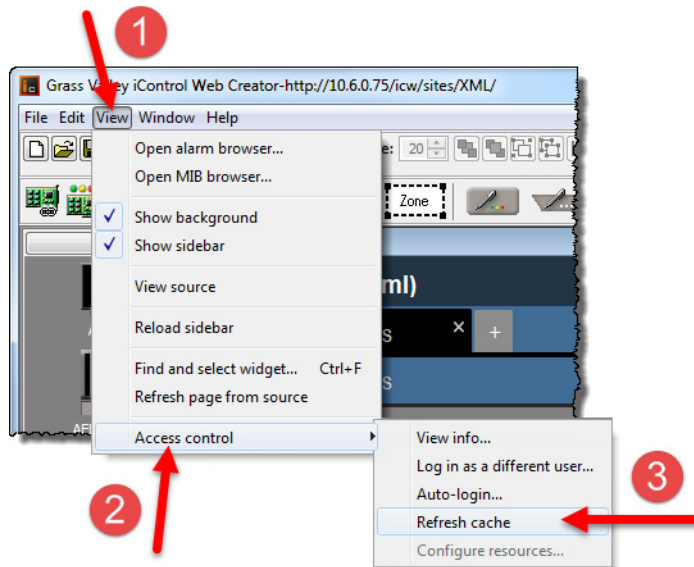 1
Grass Valley iControl Web Creator-http://10.6.0.75/icw/sites/XML/
File Edit View Window Help
Open alarm browser...
e: 20
Open MIB browser...
Zone
Show background
Show sidebar
View source
ml)
Reload sidebar
s × +
Find and select widget... Ctrl+F
s
Refresh page from source
Access control
View info...
Log in as a different user...
Auto-login...
Refresh cache
Configure resources...
2
3